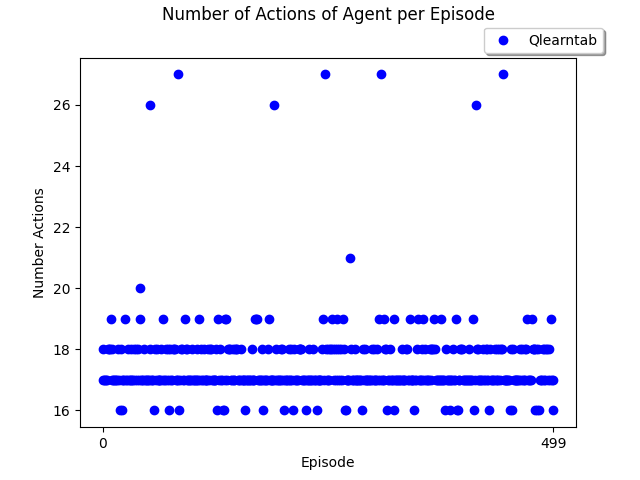 Number of Actions of Agent per Episode
Qlearntab
Number Actions
26
24
22
20
18
16
0
499
Episode